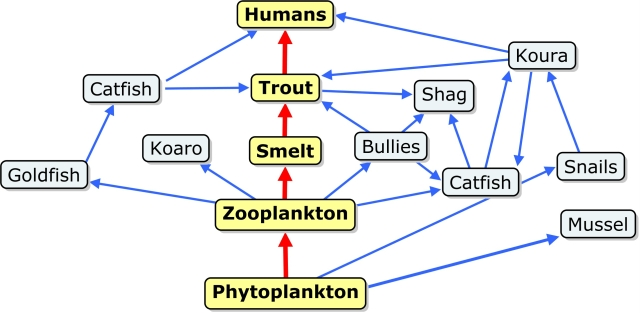 Humans
Koura
Catfish
Trout
Shag
Koaro
Smelt
Bullies
Goldfish
Catfish
Snails
Zooplankton
Mussel
Phytoplankton